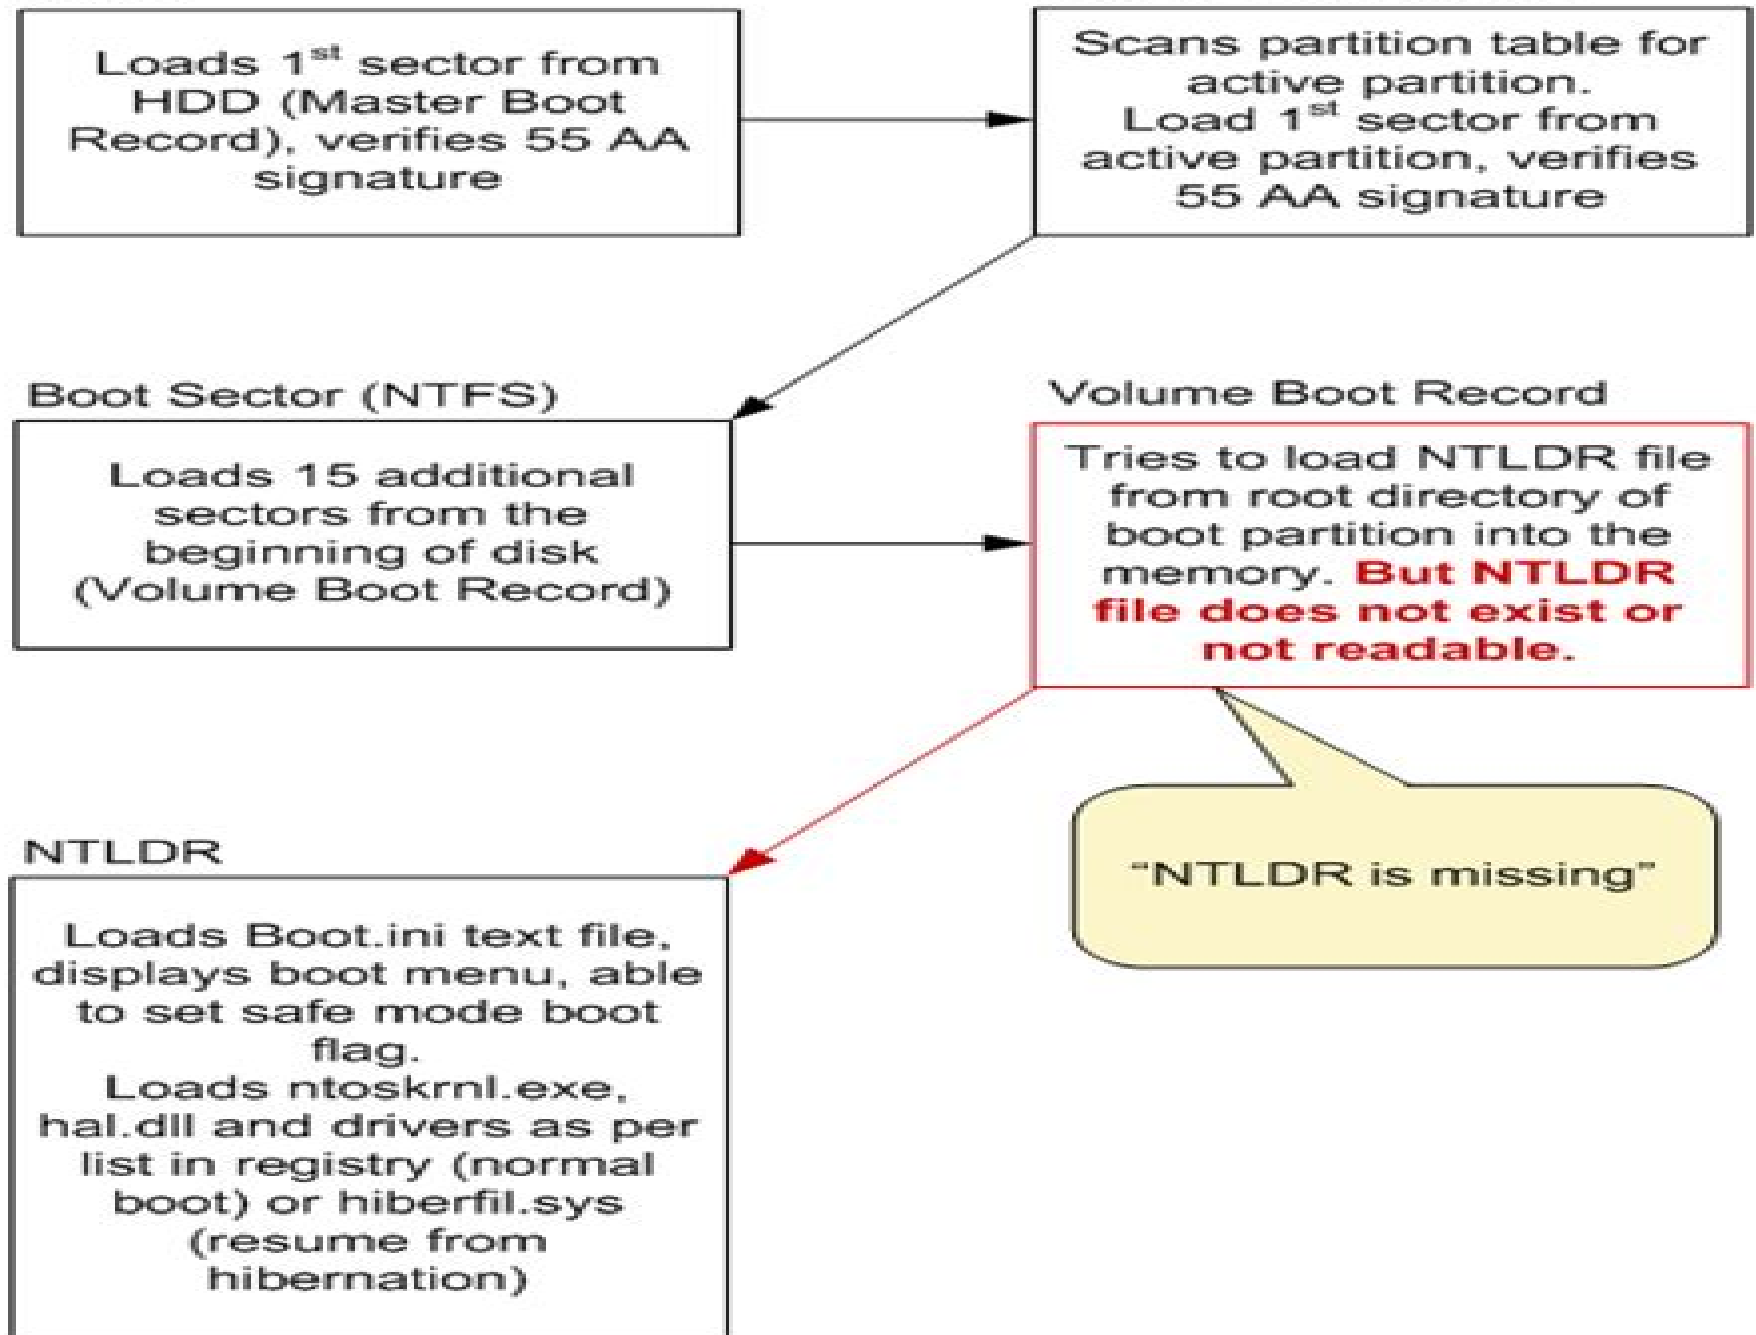 Loads 1st sector from
HDD (Master Boot
Record), verifies 55 AA
signature
Scans partition table for
active partition.
Load 1st sector from
active partition, verifies
55 AA signature
Boot Sector (NTFS)
Loads 15 additional
sectors from the
beginning of disk
(Volume Boot Record)
Volume Boot Record
Tries to load NTLDR file
from root directory of
boot partition into the
memory. But NTLDR
file does not exist or
not readable.
“NTLDR is missing”
NTLDR
Loads Boot.ini text file,
displays boot menu, able
to set safe mode boot
flag.
Loads ntoskrnl.exe,
hal.dll and drivers as per
list in registry (normal
boot) or hiberfil.sys
(resume from
hibernation)